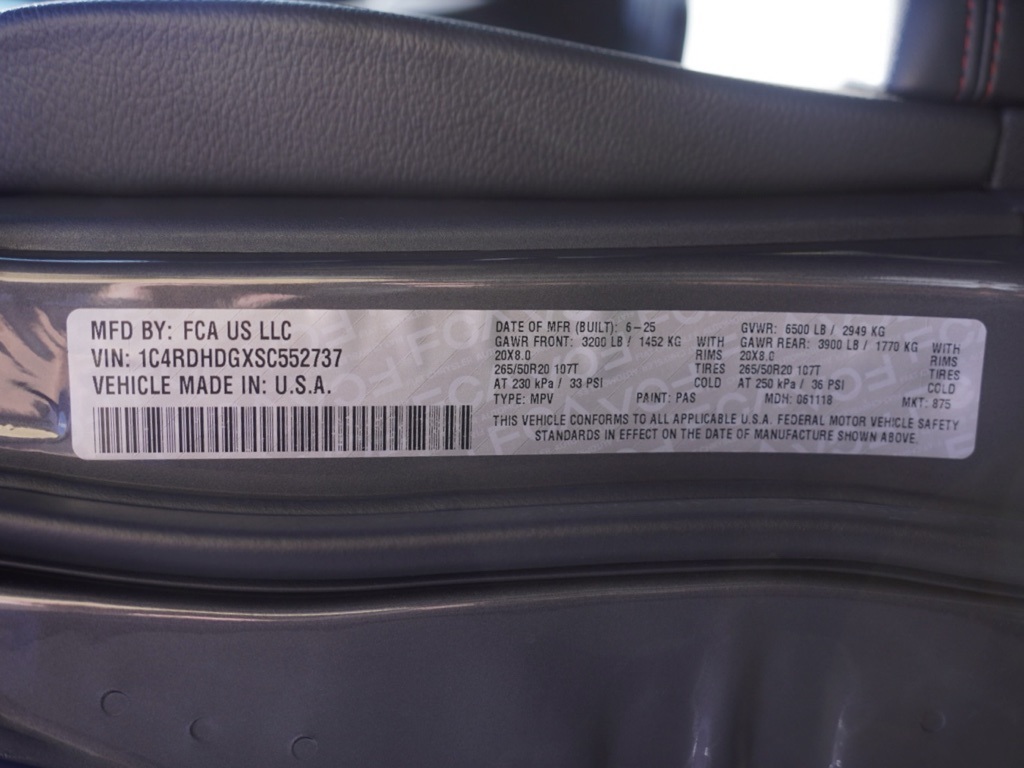 MFD BY: FCA US LLC
VIN: 1C4RDHDGXSC552737
VEHICLE MADE IN: U.S.A.
DATE OF MFR (BUILT): 6-25 GVWR: 6500 LB / 2949 KG
GAWR FRONT: 3200 LB / 1452 KG WITH GAWR REAR: 3900 LB / 1770 KG WITH
20X8.0 RIMS 20X8.0 RIMS
265/50R20 107T TIRES 265/50R20 107T TIRES
AT 230 kPa / 33 PSI COLD AT 250 kPa / 36 PSI COLD
TYPE: MPV PAINT: PAS MDH: 061118 MKT: 875
THIS VEHICLE CONFORMS TO ALL APPLICABLE U.S.A. FEDERAL MOTOR VEHICLE SAFETY
STANDARDS IN EFFECT ON THE DATE OF MANUFACTURE SHOWN ABOVE.